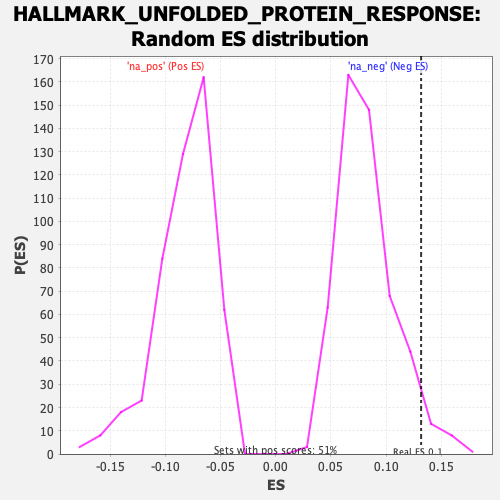 HALLMARK_UNFOLDED_PROTEIN_RESPONSE:
Random ES distribution
'na_pos' (Pos ES) 'na_neg' (Neg ES)
170
160
150
140
130
120
110
100
90
80
70
60
50
40
30
20
10
0
P(ES)
Sets with pos scores: 51% Real ES 0.1
-0.15 -0.10 -0.05 0.00 0.05 0.10 0.15
ES